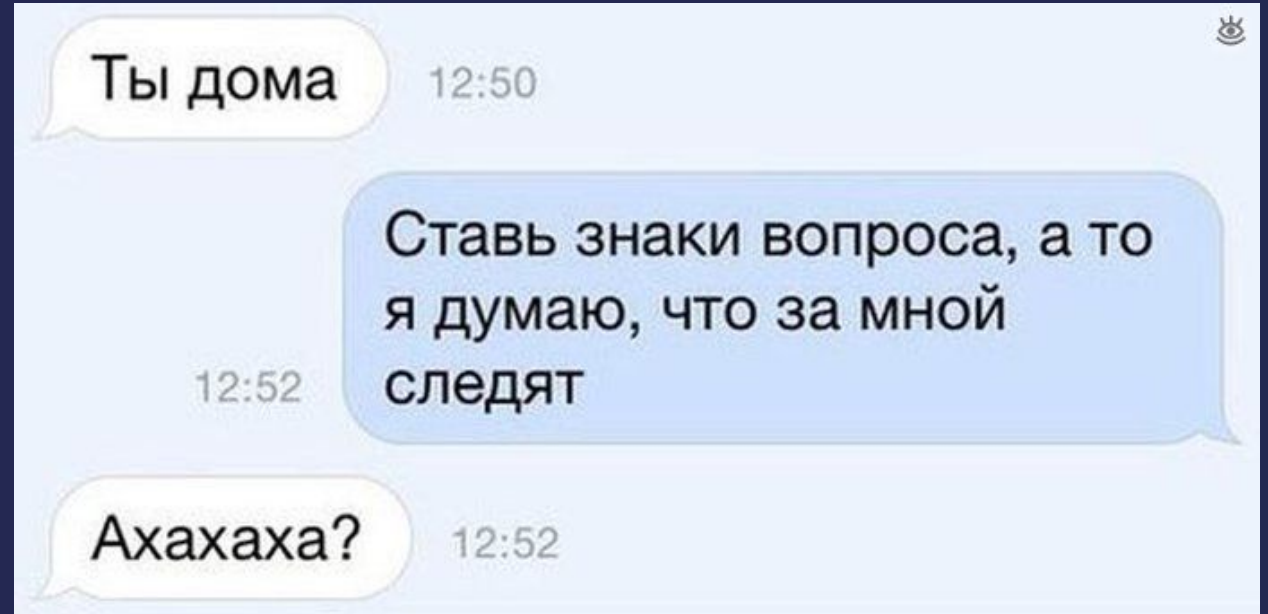 Ты дома
12:50
Ставь знаки вопроса, а то
я думаю, что за мной
следят
12:52
Ахахаха?
12:52